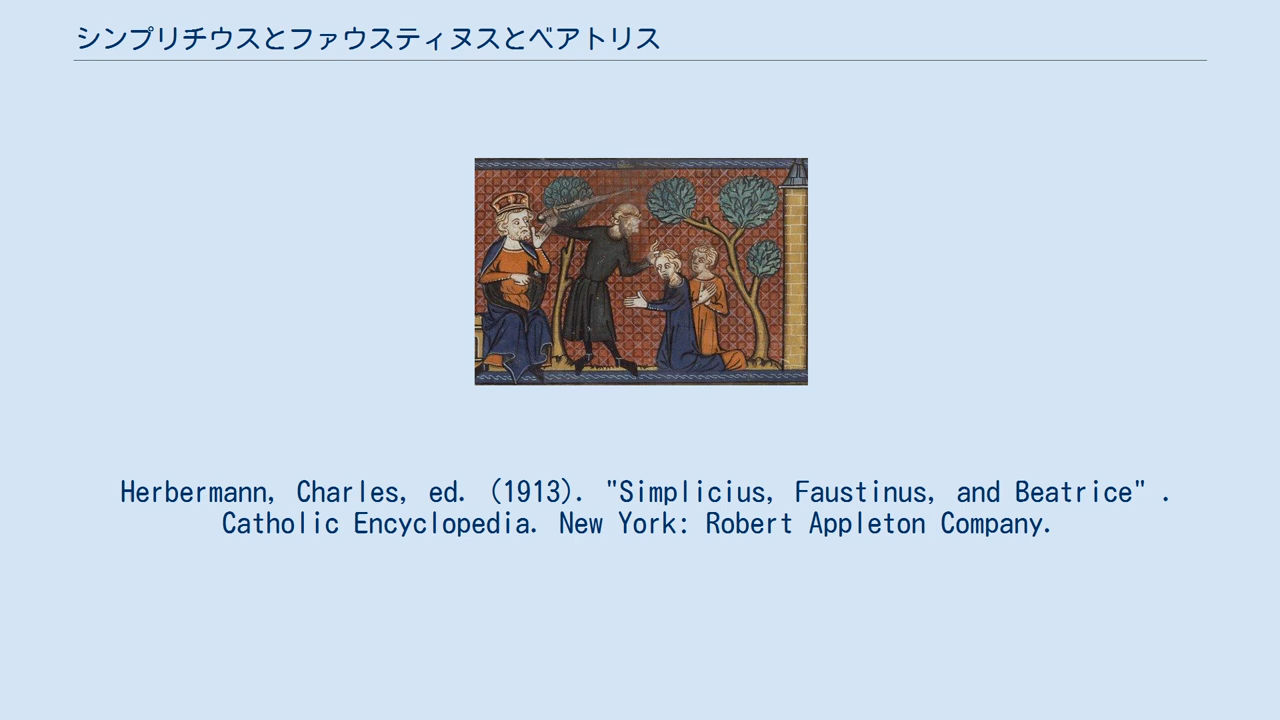 シンプリチウスとファウスティヌスとベアトリス
Herbermann, Charles, ed. (1913). "Simplicius, Faustinus, and Beatrice" .
Catholic Encyclopedia. New York: Robert Appleton Company.